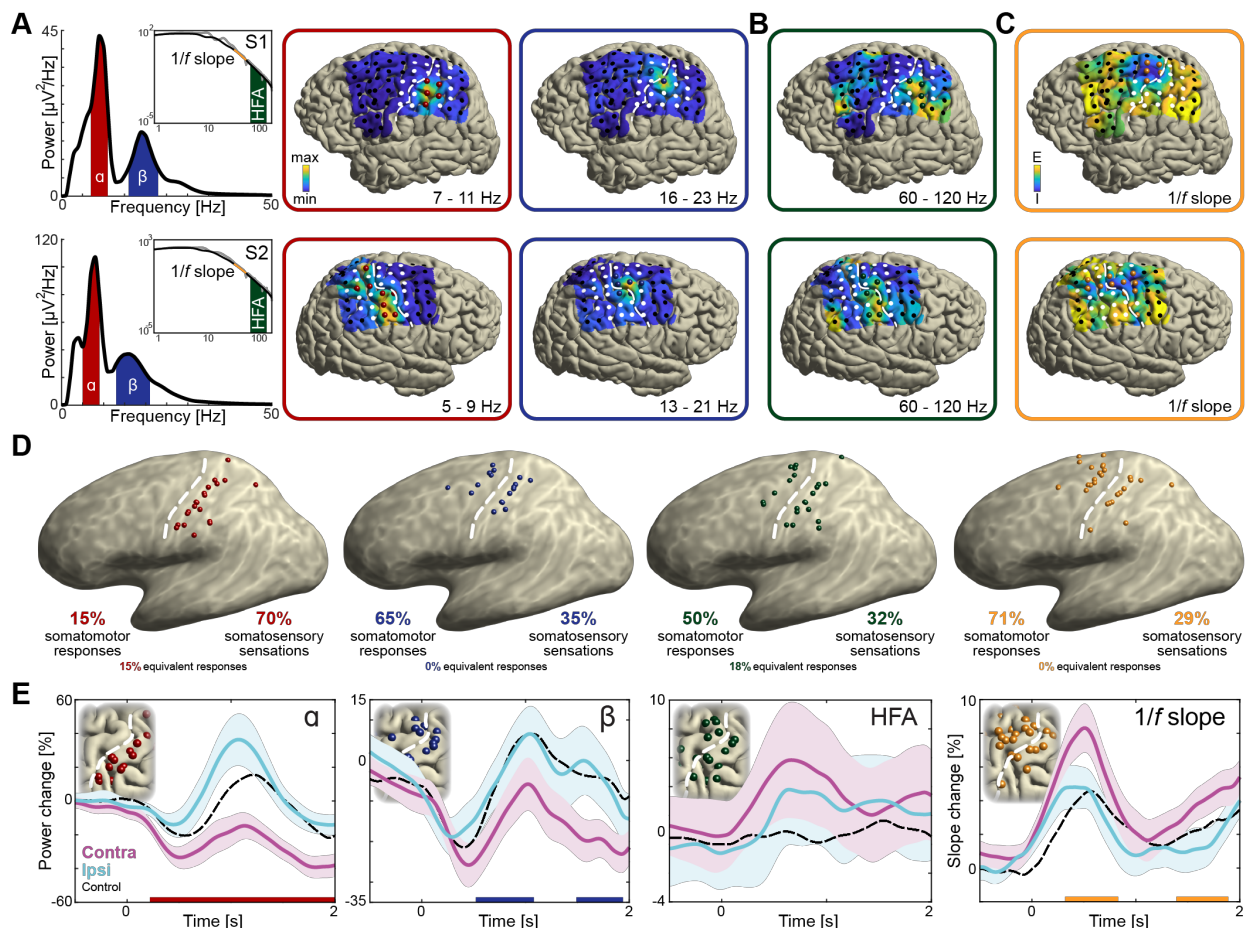 A
B
C
45
Power [µV²/Hz]
0
α
β
0
Frequency [Hz]
50
10²
10⁻⁵
S1
1/f slope
HFA
1
10
100
max
min
7 - 11 Hz
16 - 23 Hz
60 - 120 Hz
E
I
1/f slope
120
Power [µV²/Hz]
0
α
β
0
Frequency [Hz]
50
10³
10⁻⁵
S2
1/f slope
HFA
1
10
100
5 - 9 Hz
13 - 21 Hz
60 - 120 Hz
1/f slope
D
15%
somatomotor
responses
70%
somatosensory
sensations
15% equivalent responses
65%
somatomotor
responses
35%
somatosensory
sensations
0% equivalent responses
50%
somatomotor
responses
32%
somatosensory
sensations
18% equivalent responses
71%
somatomotor
responses
29%
somatosensory
sensations
0% equivalent responses
E
60
Power change [%]
0
-60
α
Contra
Ipsi
Control
0
Time [s]
2
15
0
-35
β
0
Time [s]
2
10
0
-4
HFA
0
Time [s]
2
10
Slope change [%]
0
1/f slope
0
Time [s]
2